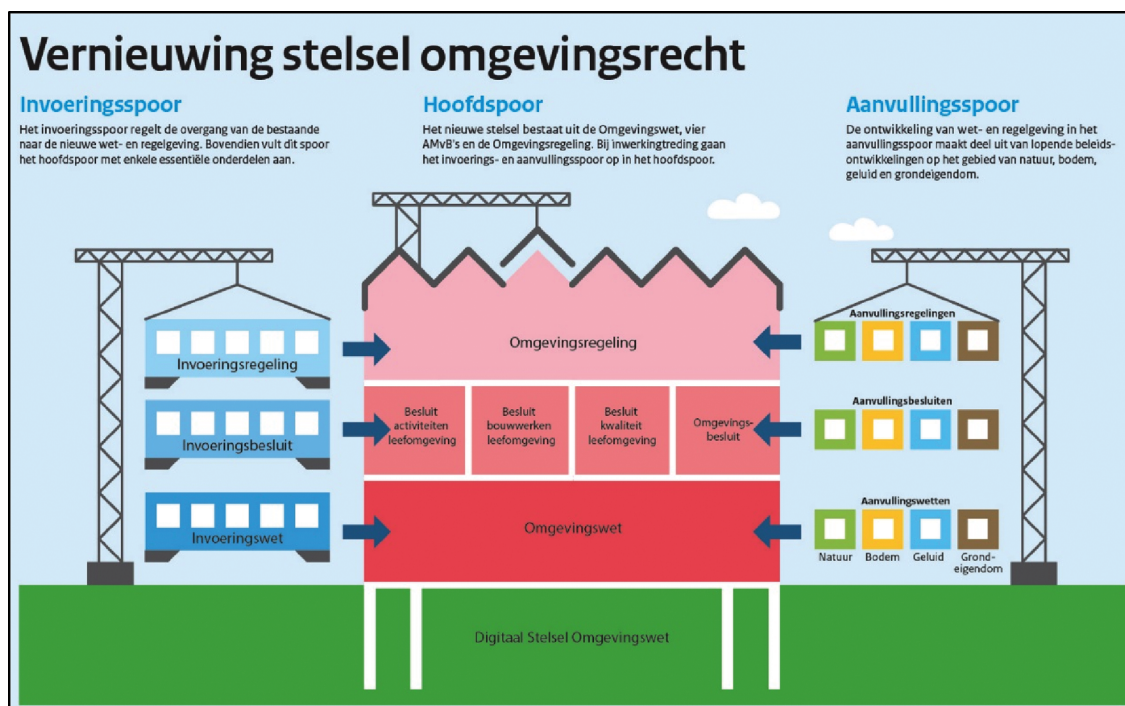 Vernieuwing stelsel omgevingsrecht
Invoeringsspoor
Het invoeringsspoor regelt de overgang van de bestaande
naar de nieuwe wet- en regelgeving. Bovendien vult dit spoor
het hoofdspoor met enkele essentiële onderdelen aan.
Hoofdspoor
Het nieuwe stelsel bestaat uit de Omgevingswet, vier
AMvB's en de Omgevingsregeling. Bij inwerkingtreding gaan
het invoerings- en aanvullingsspoor op in het hoofdspoor.
Aanvullingsspoor
De ontwikkeling van wet- en regelgeving in het
aanvullingsspoor maakt deel uit van lopende beleids-
ontwikkelingen op het gebied van natuur, bodem,
geluid en grondeigendom.
Invoeringsregeling
Invoeringsbesluit
Invoeringswet
Omgevingsregeling
Besluit
activiteiten
leefomgeving
Besluit
bouwwerken
leefomgeving
Besluit
kwaliteit
leefomgeving
Omgevings-
besluit
Omgevingswet
Digitaal Stelsel Omgevingswet
Aanvullingsregelingen
Aanvullingsbesluiten
Aanvullingswetten
Natuur
Bodem
Geluid
Grond-
eigendom